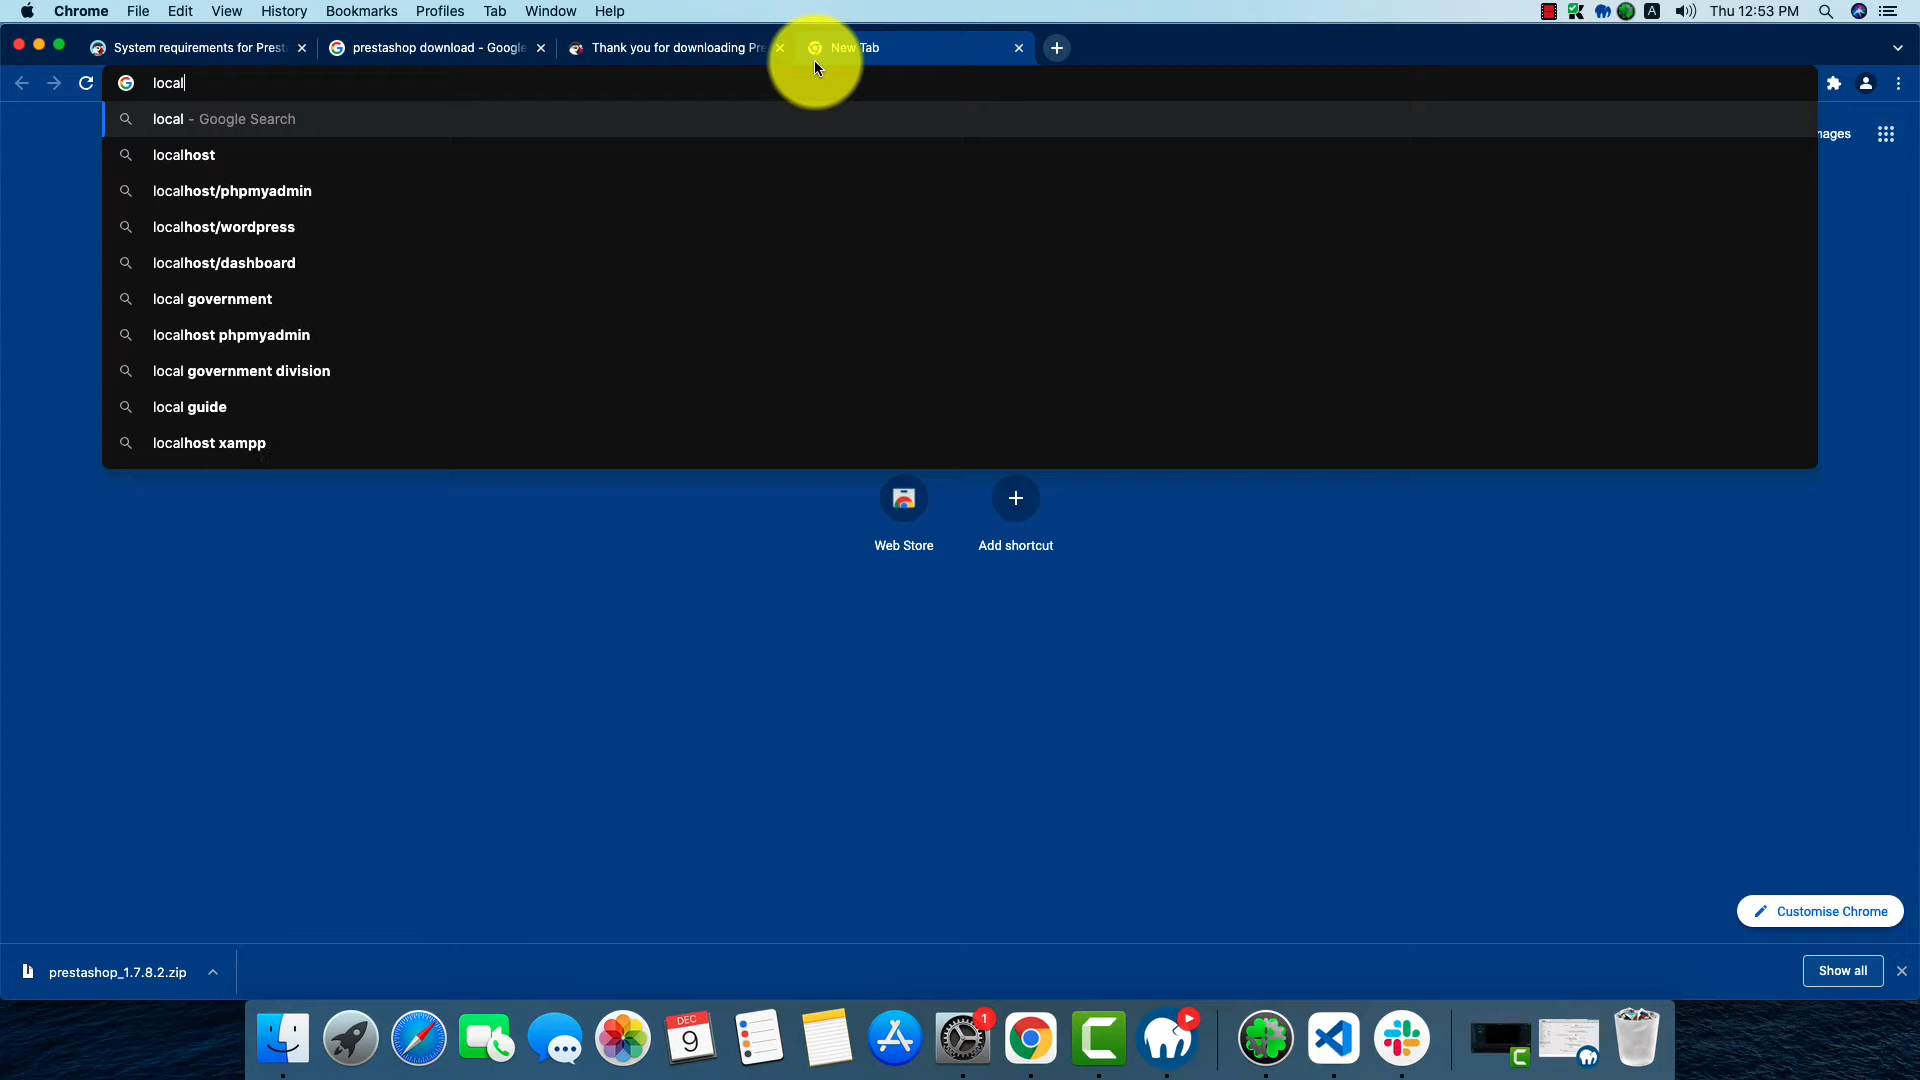 Chrome File Edit View History Bookmarks Profiles Tab Window Help A Thu 12:53 PM
System requirements for Prest prestashop download - Google Thank you for downloading Pre New Tab
local
local - Google Search
localhost
localhost/phpmyadmin
localhost/wordpress
localhost/dashboard
local government
localhost phpmyadmin
local government division
local guide
localhost xampp
mages
Web Store Add shortcut
Customise Chrome
prestashop_1.7.8.2.zip Show all
DEC
9
1